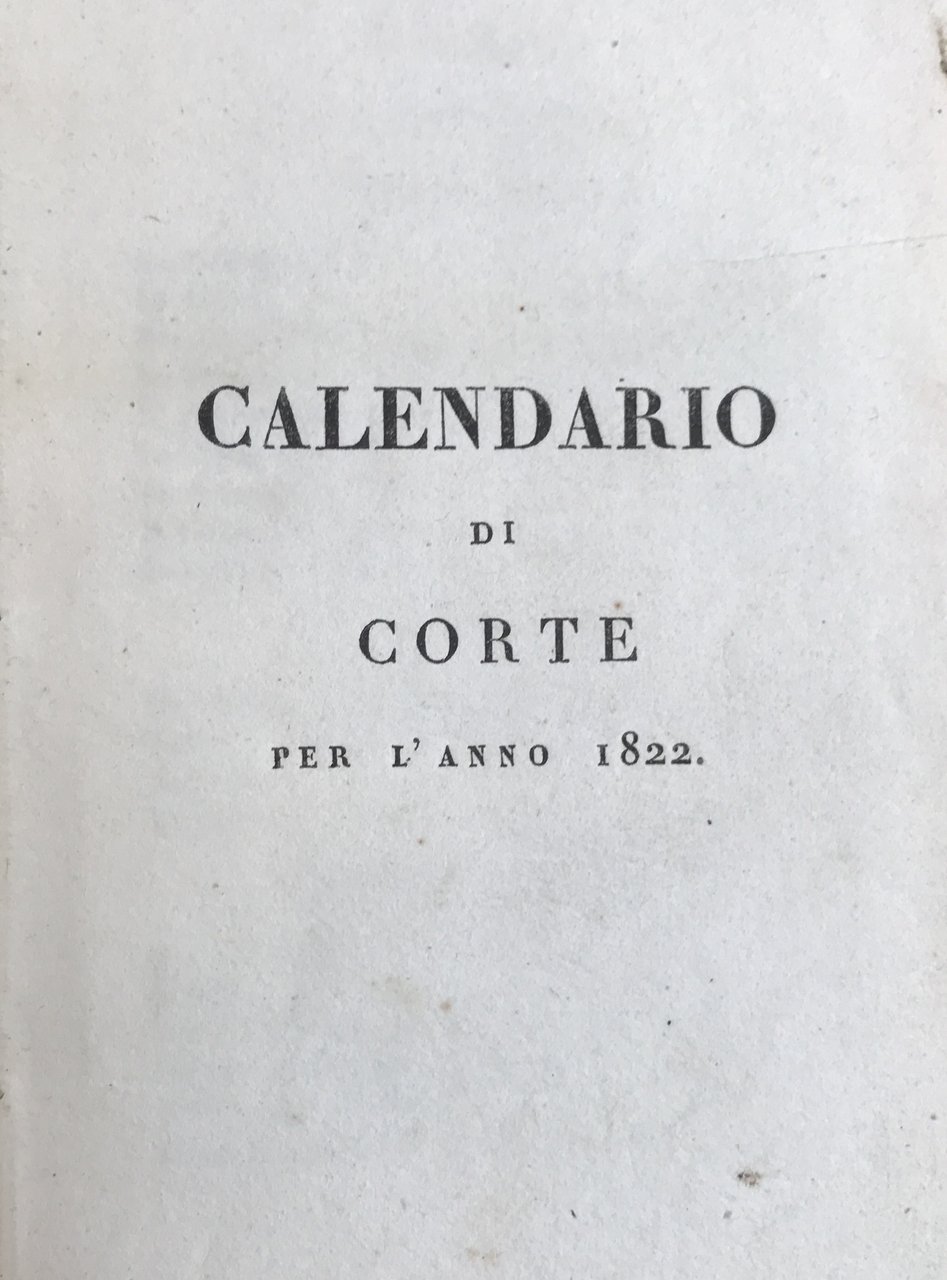 CALENDARIO
DI
CORTE
PER L'ANNO 1822.